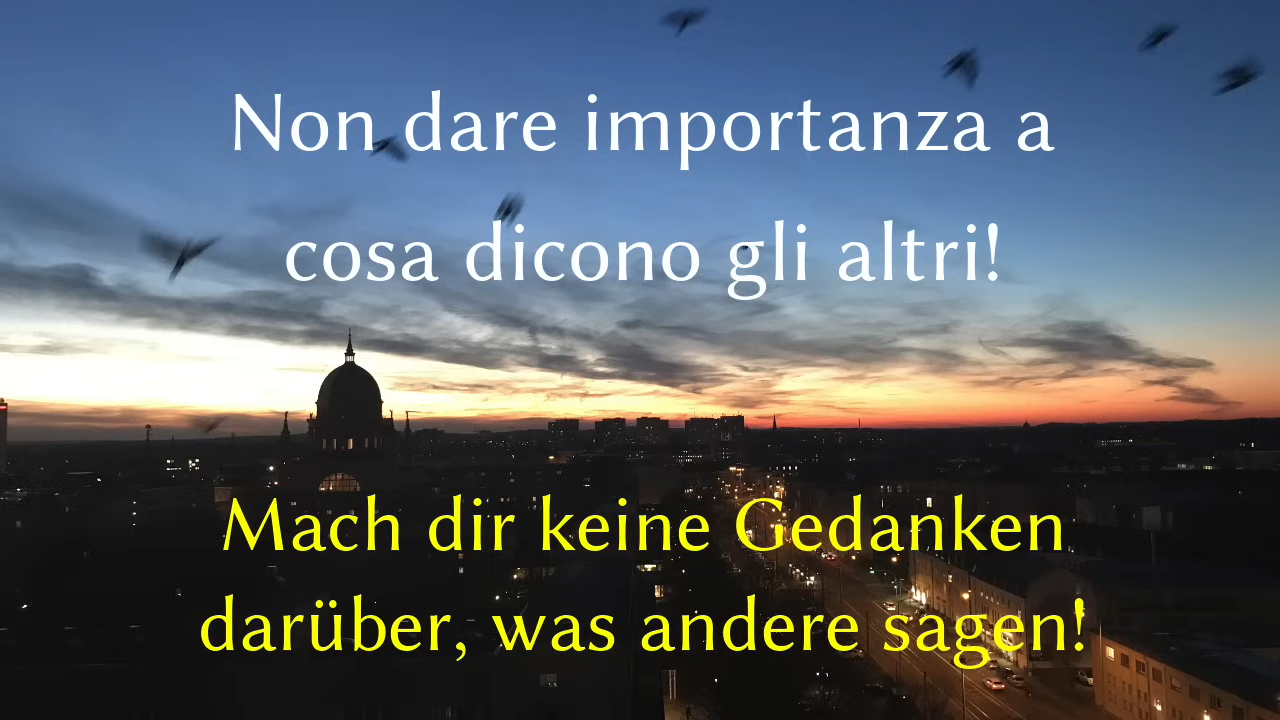 Non dare importanza a
cosa dicono gli altri!
Mach dir keine Gedanken
darüber, was andere sagen!